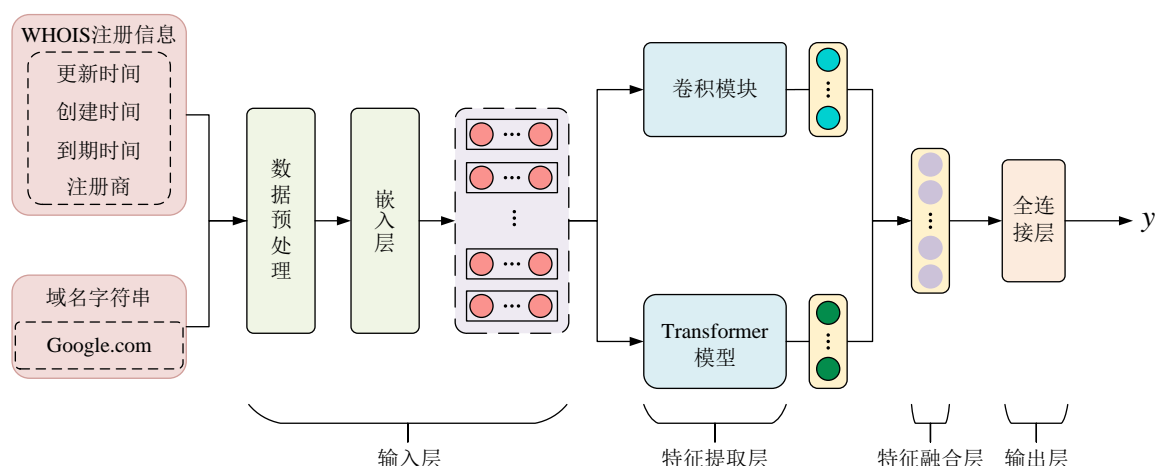 WHOIS注册信息
更新时间
创建时间
到期时间
注册商
域名字符串
Google.com
数据预处理
嵌入层
卷积模块
Transformer
模型
全连
接层
y
输入层
特征提取层
特征融合层
输出层